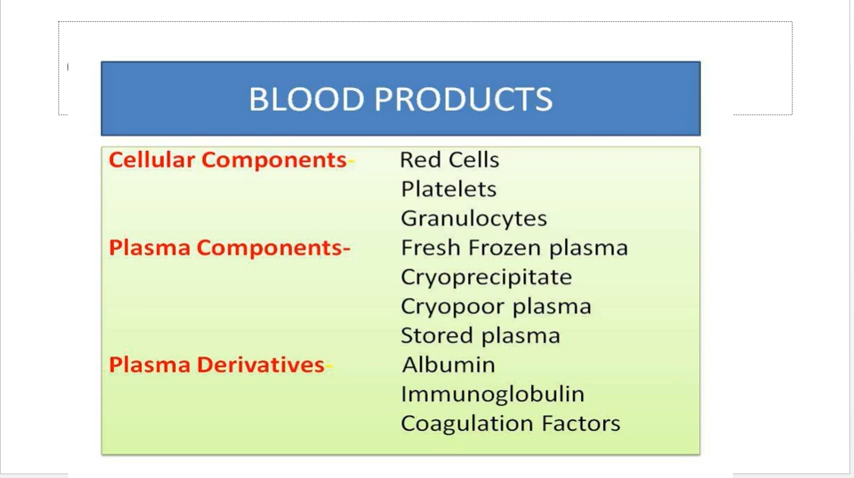 BLOOD PRODUCTS
Cellular Components- Red Cells
Platelets
Granulocytes
Plasma Components- Fresh Frozen plasma
Cryoprecipitate
Cryopoor plasma
Stored plasma
Plasma Derivatives- Albumin
Immunoglobulin
Coagulation Factors